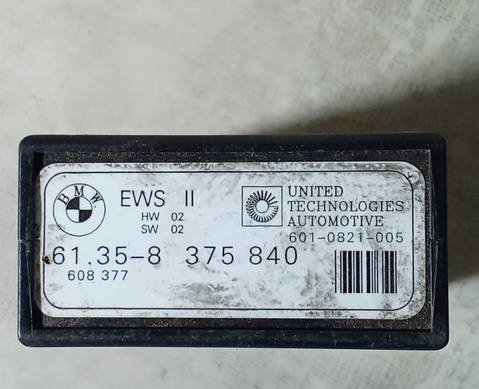 BMW
EWS II
HW 02
SW 02
UNITED
TECHNOLOGIES
AUTOMOTIVE
601-0821-005
61.35-8 375 840
608 377